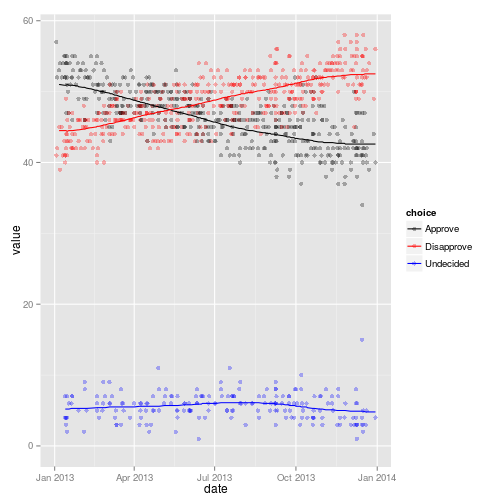 60
40
20
0
value
Jan 2013
Apr 2013
Jul 2013
Oct 2013
Jan 2014
date
choice
Approve
Disapprove
Undecided